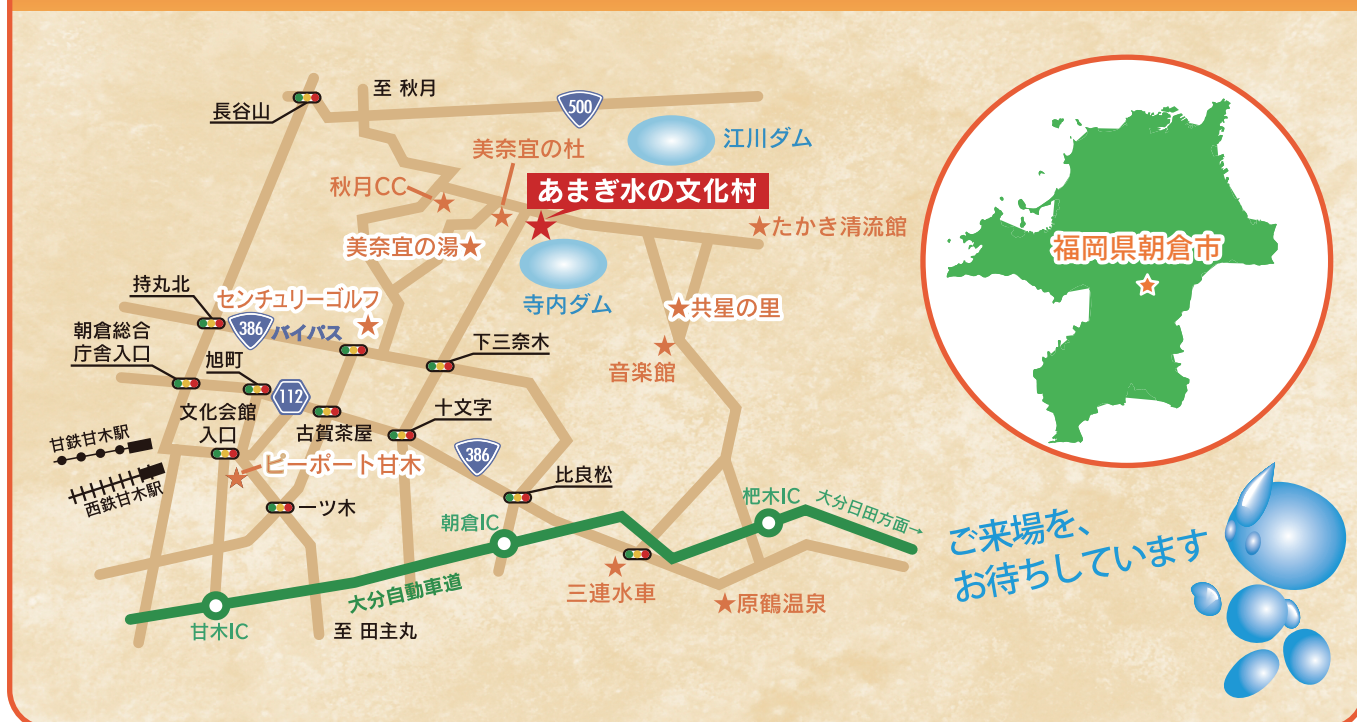 至 秋月
長谷山
500
江川ダム
美奈宜の杜
秋月CC
あまぎ水の文化村
★たかき清流館
美奈宜の湯★
寺内ダム
福岡県朝倉市
持丸北
センチュリーゴルフ
★共星の里
386
バイパス
朝倉総合
庁舎入口
旭町
下三奈木
音楽館
112
文化会館
入口
古賀茶屋
十文字
甘鉄甘木駅
386
ピーポート甘木
比良松
西鉄甘木駅
一ツ木
朝倉IC
杷木IC
大分日田方面→
ご来場を、
お待ちしています
大分自動車道
三連水車
★原鶴温泉
甘木IC
至 田主丸